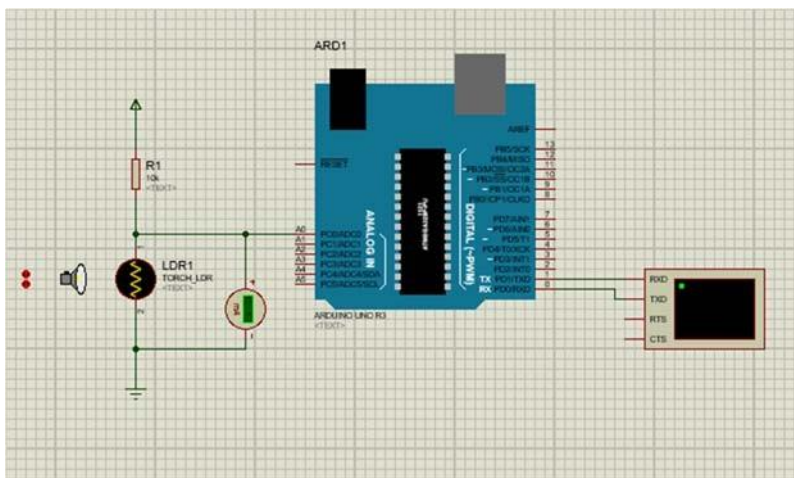 ARD1
R1
10k
<TEXT>
LDR1
TORCH_LDR
<TEXT>
RESET
AREF
13
PB5/SCK
12
PB4/MISO
11
10
9
8
PB0/ICP1/CLKO
7
PD7/AIN1
6
PD6/AIN0
5
PD5/T1
4
PD4/T0/XCK
3
PD3/INT1
2
PD2/INT0
1
TX
PD1/TXD
0
RX
PD0/RXD
A0
PC0/ADC0
A1
PC1/ADC1
A2
PC2/ADC2
A3
PC3/ADC3
A4
PC4/ADC4/SDA
A5
PC5/ADC5/SCL
ANALOG IN
DIGITAL (~PWM)
ARDUINO UNO R3
<TEXT>
RXD
TXD
RTS
CTS
1
2